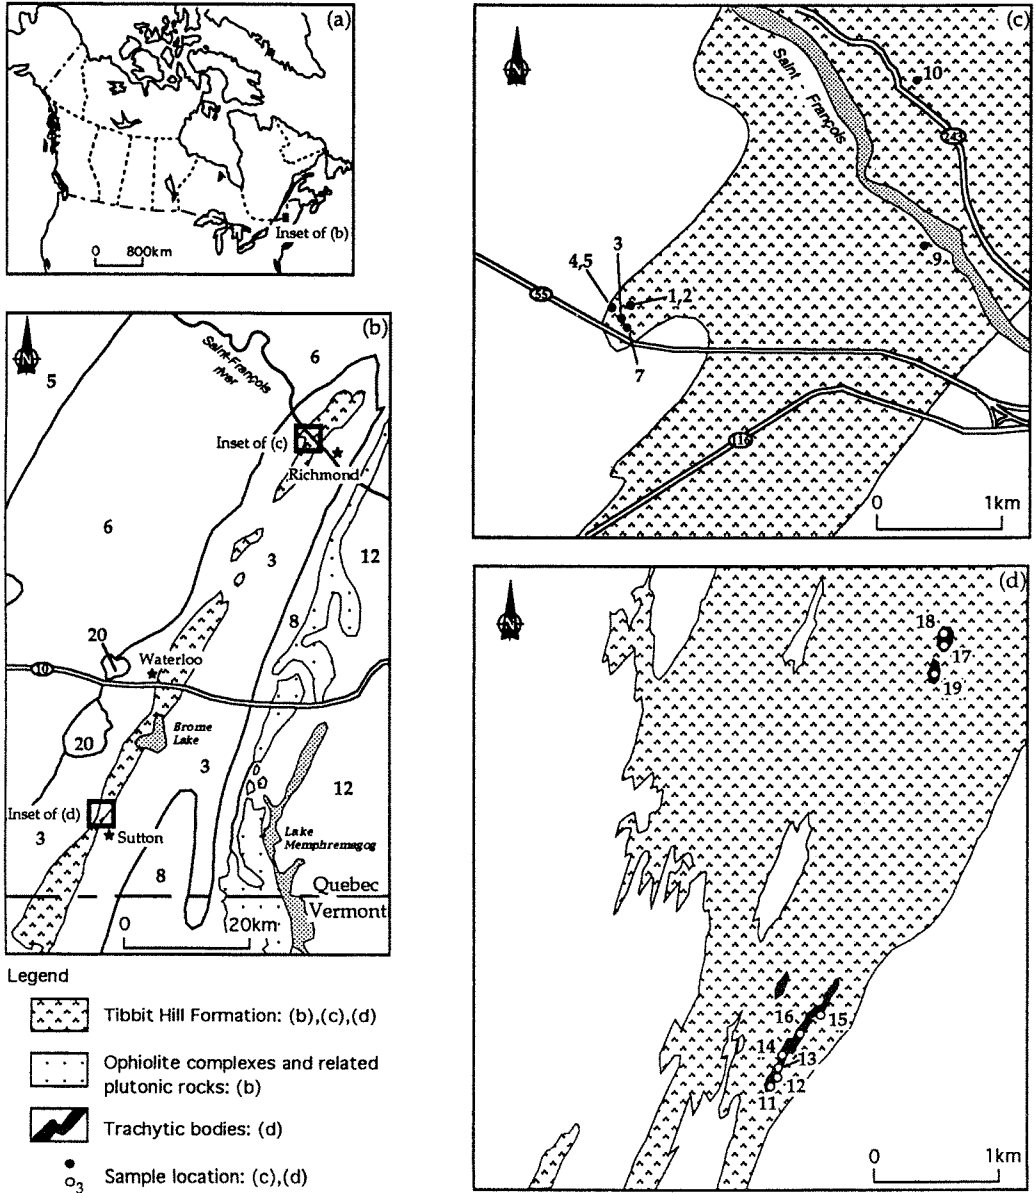 (a)
Inset of (b)
0 800km
(b)
N
5
Saint-François
river
6
Inset of (c)
Richmond
6
3
12
8
20
Waterloo
10
20
Brome
Lake
3
12
Inset of (d)
3
Sutton
Lake
Memphremagog
8
Quebec
Vermont
0 20km
Legend
Tibbit Hill Formation: (b),(c),(d)
Ophiolite complexes and related
plutonic rocks: (b)
Trachytic bodies: (d)
Sample location: (c),(d)
3
(c)
N
Saint François
10
243
9
3
4,5
1,2
55
7
116
0 1km
(d)
N
18
17
19
16
15
14
13
12
11
0 1km